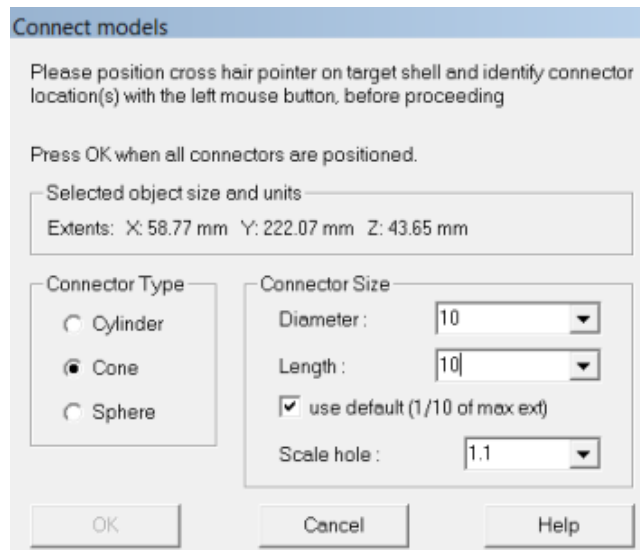 Connect models
Please position cross hair pointer on target shell and identify connector
location(s) with the left mouse button, before proceeding
Press OK when all connectors are positioned.
Selected object size and units
Extents: X: 58.77 mm Y: 222.07 mm Z: 43.65 mm
Connector Type
Cylinder
Cone
Sphere
Connector Size
Diameter : 10
Length : 10
use default (1/10 of max ext)
Scale hole : 1.1
OK Cancel Help